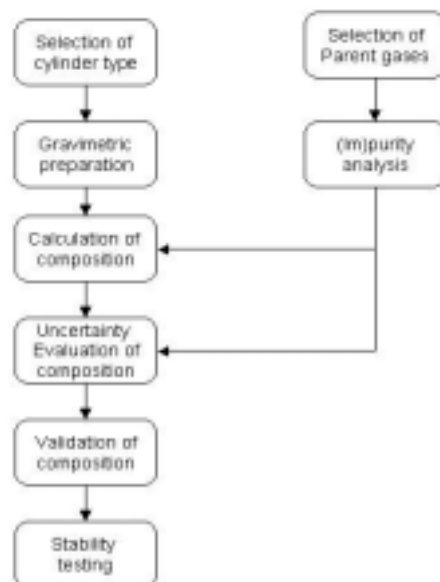 Selection of
cylinder type
Selection of
Parent gases
Gravimetric
preparation
(Im)purity
analysis
Calculation of
composition
Uncertainty
Evaluation of
composition
Validation of
composition
Stability
testing